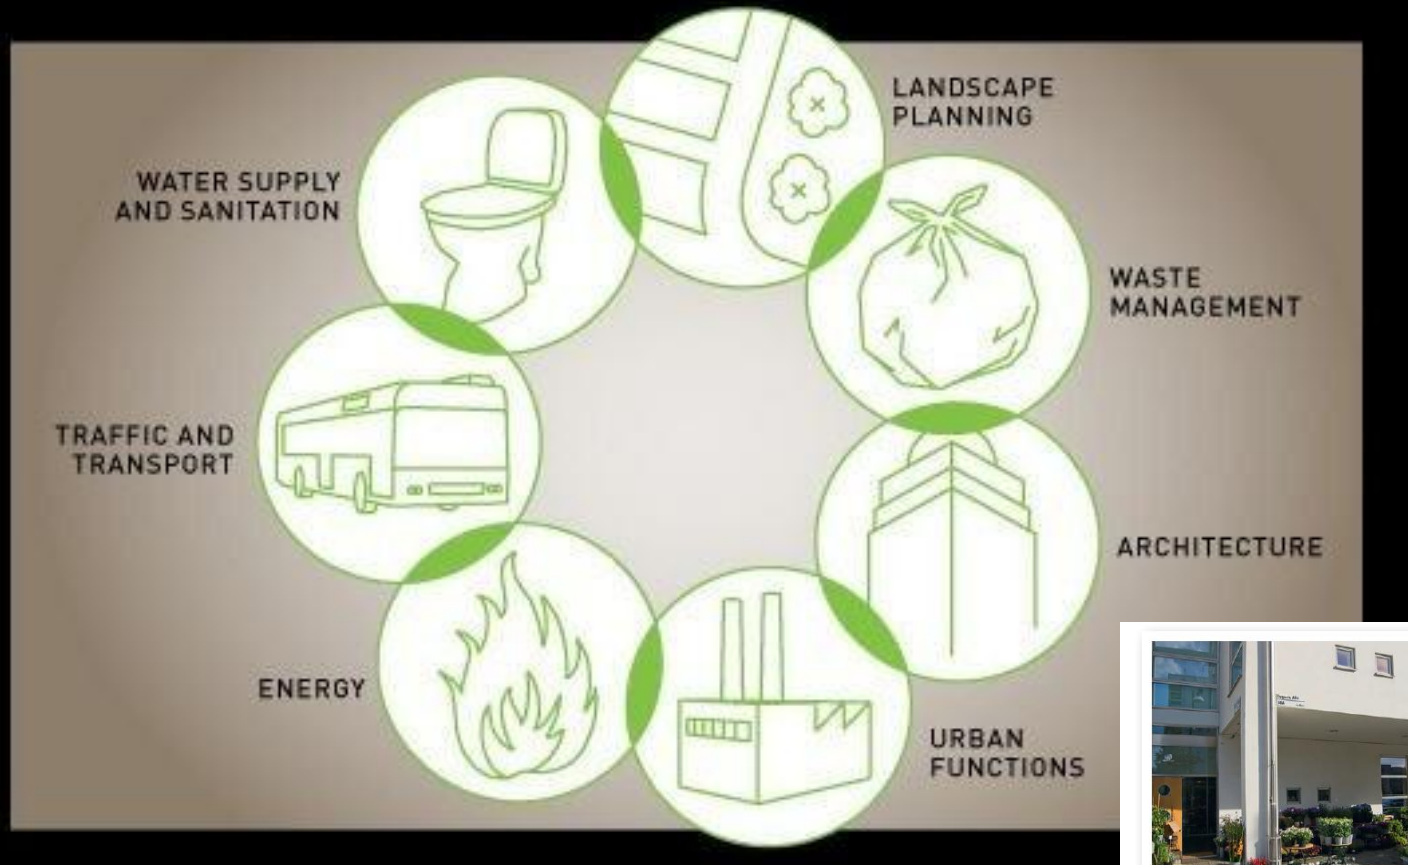 LANDSCAPE
PLANNING
WATER SUPPLY
AND SANITATION
WASTE
MANAGEMENT
TRAFFIC AND
TRANSPORT
ARCHITECTURE
ENERGY
URBAN
FUNCTIONS